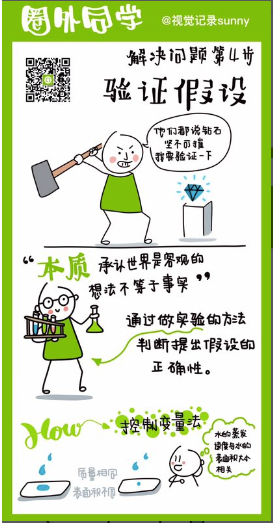 圈外同学
@视觉记录sunny
解决问题第4步
验证假设
他们都说钻石
坚不可摧
我要验证一下
“本质 承认世界是客观的
想法不等于事实”
通过做实验的方法
判断提出假设的
正确性。
How 控制变量法
水的蒸发
速度与水的
表面积大小
相关
质量相同
表面积不同